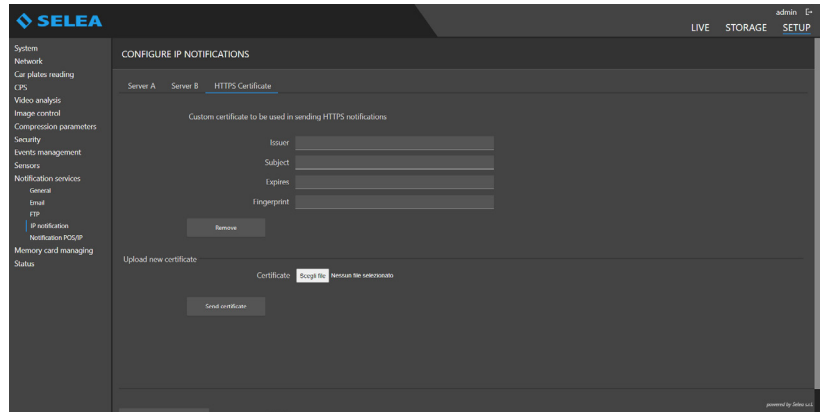 SELEA
admin
LIVE STORAGE SETUP
System
Network
Car plates reading
CPS
Video analysis
Image control
Compression parameters
Security
Events management
Sensors
Notification services
General
Email
FTP
IP notification
Notification POS/IP
Memory card managing
Status
CONFIGURE IP NOTIFICATIONS
Server A Server B HTTPS Certificate
Custom certificate to be used in sending HTTPS notifications
Issuer
Subject
Expires
Fingerprint
Remove
Upload new certificate
Certificate Scegli file Nessun file selezionato
Send certificate
powered by Selea s.r.l.